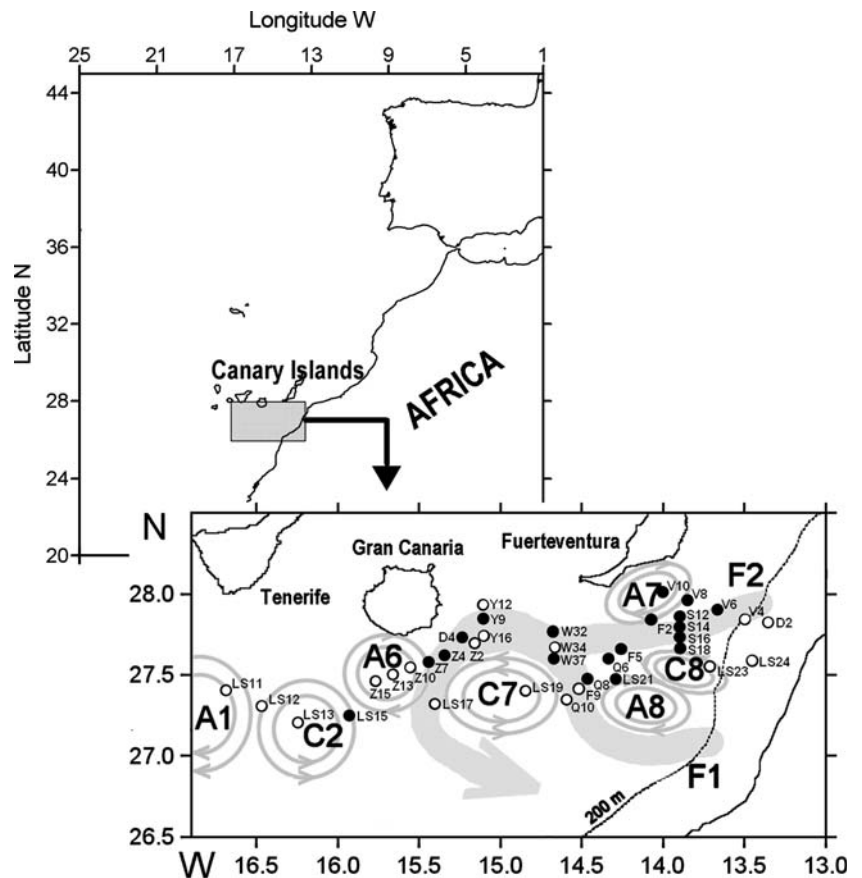 Longitude W
25 21 17 13 9 5 1
Latitude N
44
40
36
32
28
24
20
Canary Islands
AFRICA
N
Tenerife
Gran Canaria
Fuerteventura
28.0
27.5
27.0
26.5
W
16.5 16.0 15.5 15.0 14.5 14.0 13.5 13.0
A1
C2
A6
C7
A7
C8
A8
F2
F1
200 m
LS11
LS12
LS13
LS15
LS17
LS19
LS21
LS23
LS24
Z15
Z13
Z10
Z7
Z4
Z2
D4
Y12
Y9
Y16
W32
W34
W37
Q10
F9
Q8
Q6
F5
F2
V10
V8
V6
V4
D2
S12
S14
S16
S18